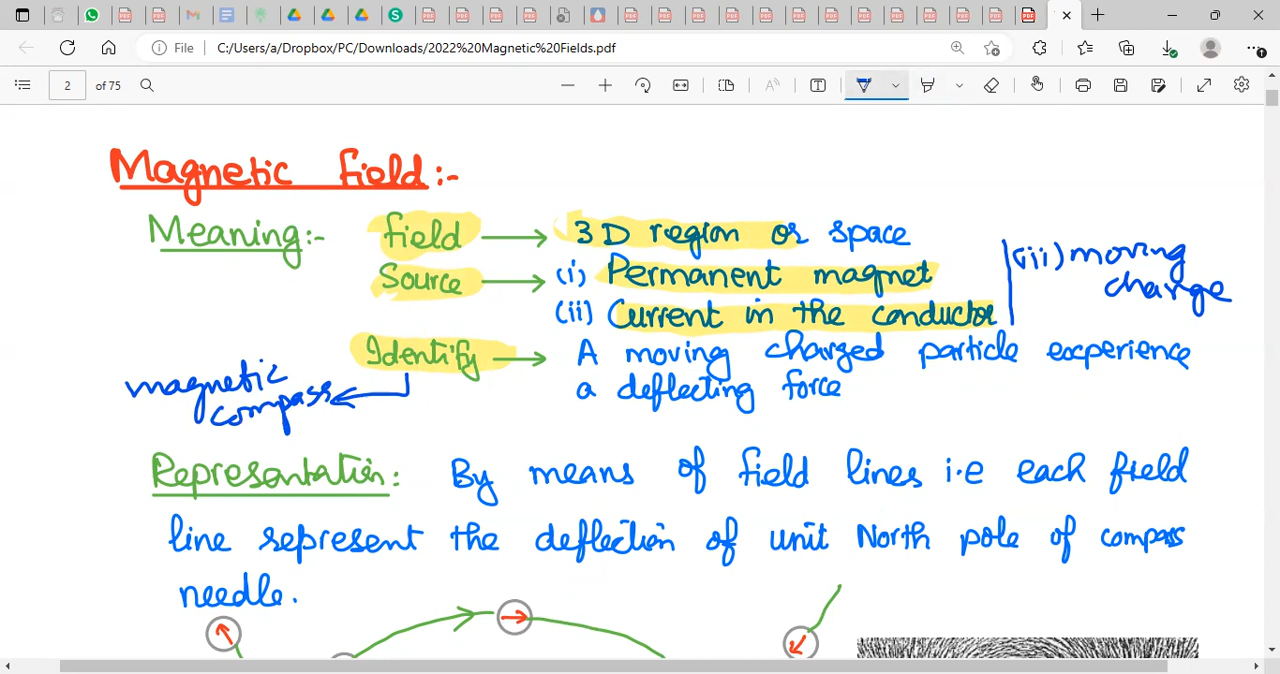 File C:/Users/a/Dropbox/PC/Downloads/2022%20Magnetic%20Fields.pdf
2 of 75
Magnetic Field:-
Meaning:- field → 3D region or space
Source → (i) Permanent magnet
(ii) Current in the conductor
(iii) moving
charge
Identify → A moving charged particle experience
a deflecting force
magnetic
compass
Representation: By means of field lines i.e each field
line represent the deflection of unit North pole of compass
needle.